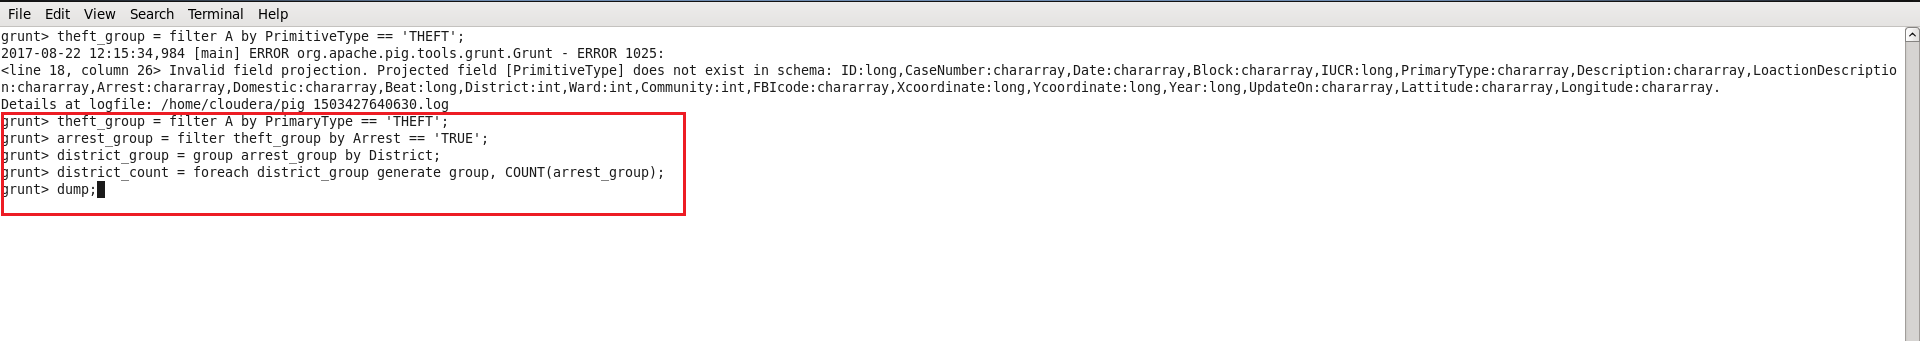 File Edit View Search Terminal Help
grunt> theft_group = filter A by PrimitiveType == 'THEFT';
2017-08-22 12:15:34,984 [main] ERROR org.apache.pig.tools.grunt.Grunt - ERROR 1025:
<line 18, column 26> Invalid field projection. Projected field [PrimitiveType] does not exist in schema: ID:long,CaseNumber:chararray,Date:chararray,Block:chararray,IUCR:long,PrimaryType:chararray,Description:chararray,LoactionDescriptio
n:chararray,Arrest:chararray,Domestic:chararray,Beat:long,District:int,Ward:int,Community:int,FBIcode:chararray,Xcoordinate:long,Ycoordinate:long,Year:long,UpdateOn:chararray,Lattitude:chararray,Longitude:chararray.
Details at logfile: /home/cloudera/pig_1503427640630.log
grunt> theft_group = filter A by PrimaryType == 'THEFT';
grunt> arrest_group = filter theft_group by Arrest == 'TRUE';
grunt> district_group = group arrest_group by District;
grunt> district_count = foreach district_group generate group, COUNT(arrest_group);
grunt> dump;